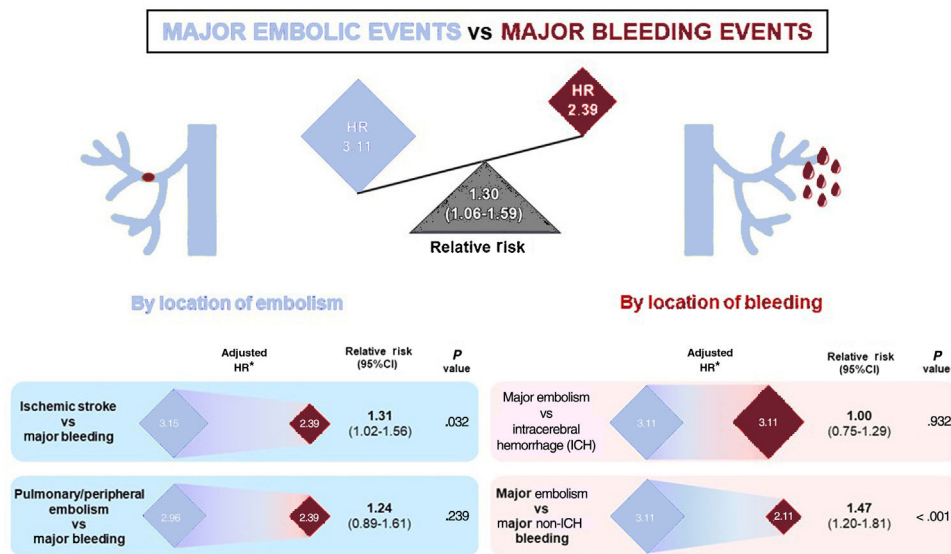 MAJOR EMBOLIC EVENTS vs MAJOR BLEEDING EVENTS
HR
3.11
HR
2.39
1.30
(1.06-1.59)
Relative risk
By location of embolism
Adjusted
HR*
Relative risk
(95%CI)
P
value
Ischemic stroke
vs
major bleeding
3.15
2.39
1.31
(1.02-1.56)
.032
Pulmonary/peripheral
embolism
vs
major bleeding
2.96
2.39
1.24
(0.89-1.61)
.239
By location of bleeding
Adjusted
HR*
Relative risk
(95%CI)
P
value
Major embolism
vs
intracerebral
hemorrhage (ICH)
3.11
3.11
1.00
(0.75-1.29)
.932
Major embolism
vs
major non-ICH
bleeding
3.11
2.11
1.47
(1.20-1.81)
< .001